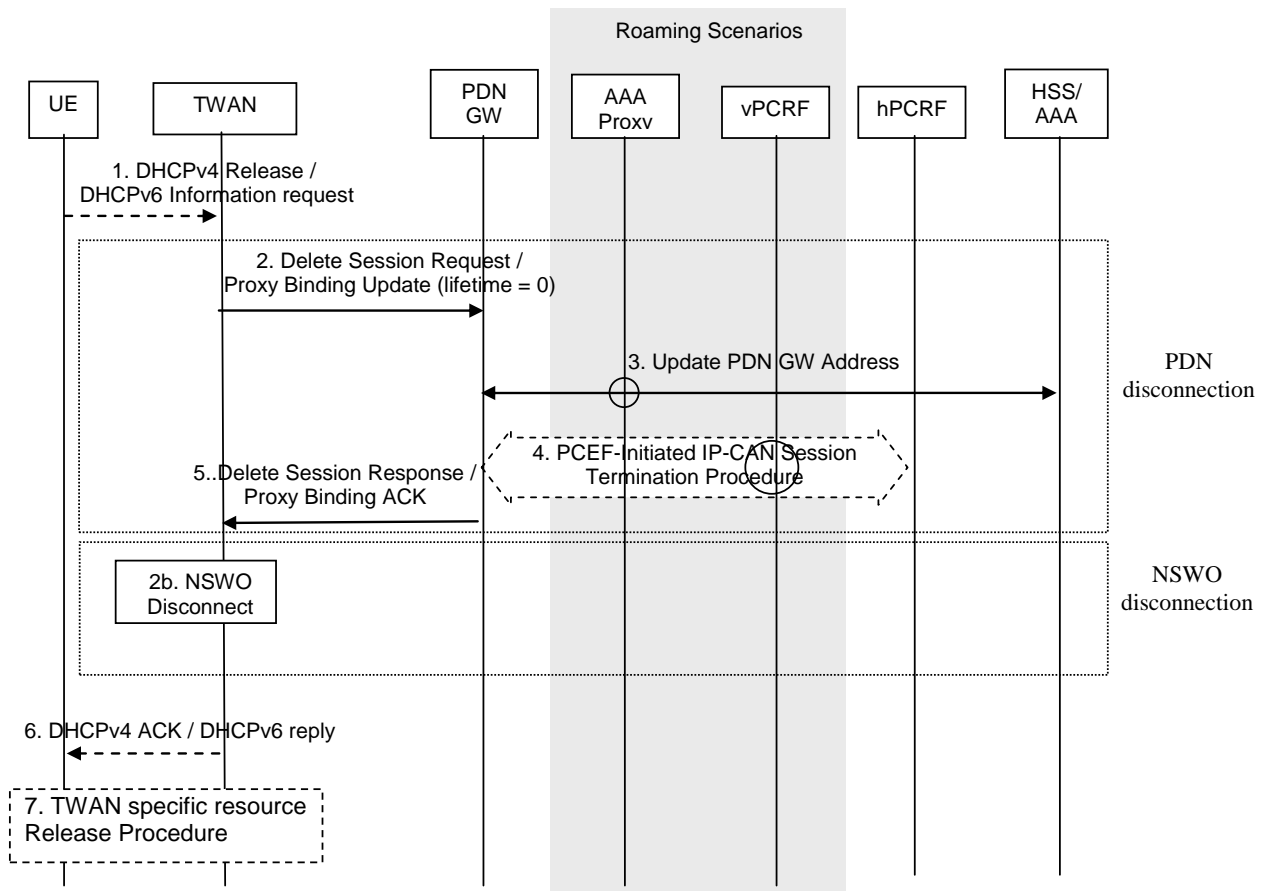 Roaming Scenarios
UE
TWAN
PDN
GW
AAA
Proxy
vPCRF
hPCRF
HSS/
AAA
1. DHCPv4 Release /
DHCPv6 Information request
2. Delete Session Request /
Proxy Binding Update (lifetime = 0)
3. Update PDN GW Address
PDN
disconnection
4. PCEF-Initiated IP-CAN Session
Termination Procedure
5..Delete Session Response /
Proxy Binding ACK
2b. NSWO
Disconnect
NSWO
disconnection
6. DHCPv4 ACK / DHCPv6 reply
7. TWAN specific resource
Release Procedure